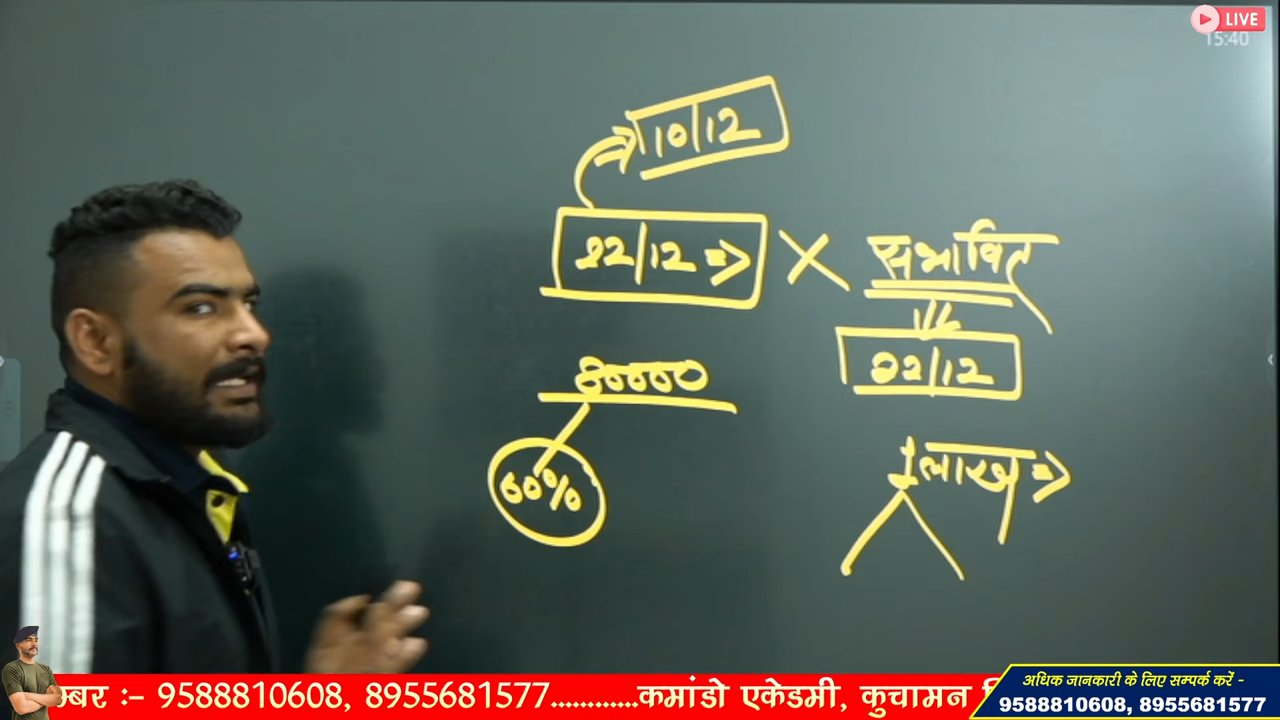 LIVE
15:40
10/12
22/12 => X संभावित
22/12
80000
60%
1 लाख =>
म्बर :- 9588810608, 8955681577............कमांडो एकेडमी, कुचामन
अधिक जानकारी के लिए सम्पर्क करें -
9588810608, 8955681577